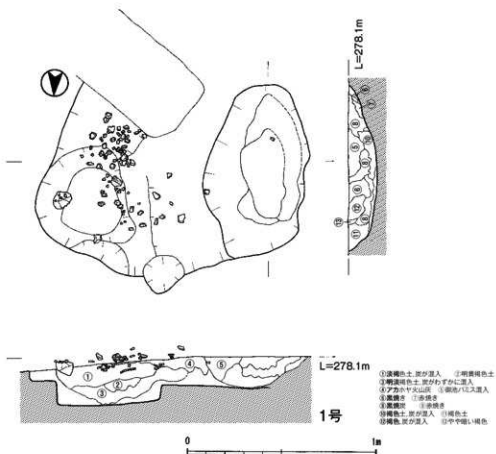 L=278.1m
L=278.1m
1号
①淡褐色土、炭が混入 ②明黄褐色土
③明淡褐色土、炭がわずかに混入
④アカホヤ火山灰 ⑤御池パミス混入
⑥黒焼き ⑦赤焼き
⑧黒焼炭 ⑨赤焼き
⑩褐色土、炭が混入 ⑪褐色土
⑫褐色、炭が混入 ⑬やや暗い褐色
0 1m